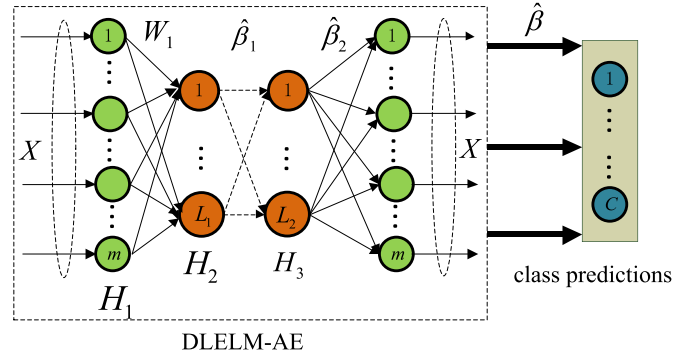 W₁ β̂₁ β̂₂ β̂
1 1 1 1 1
X X
L₁ L₂ C
m H₂ H₃ m
H₁ class predictions
DLELM-AE